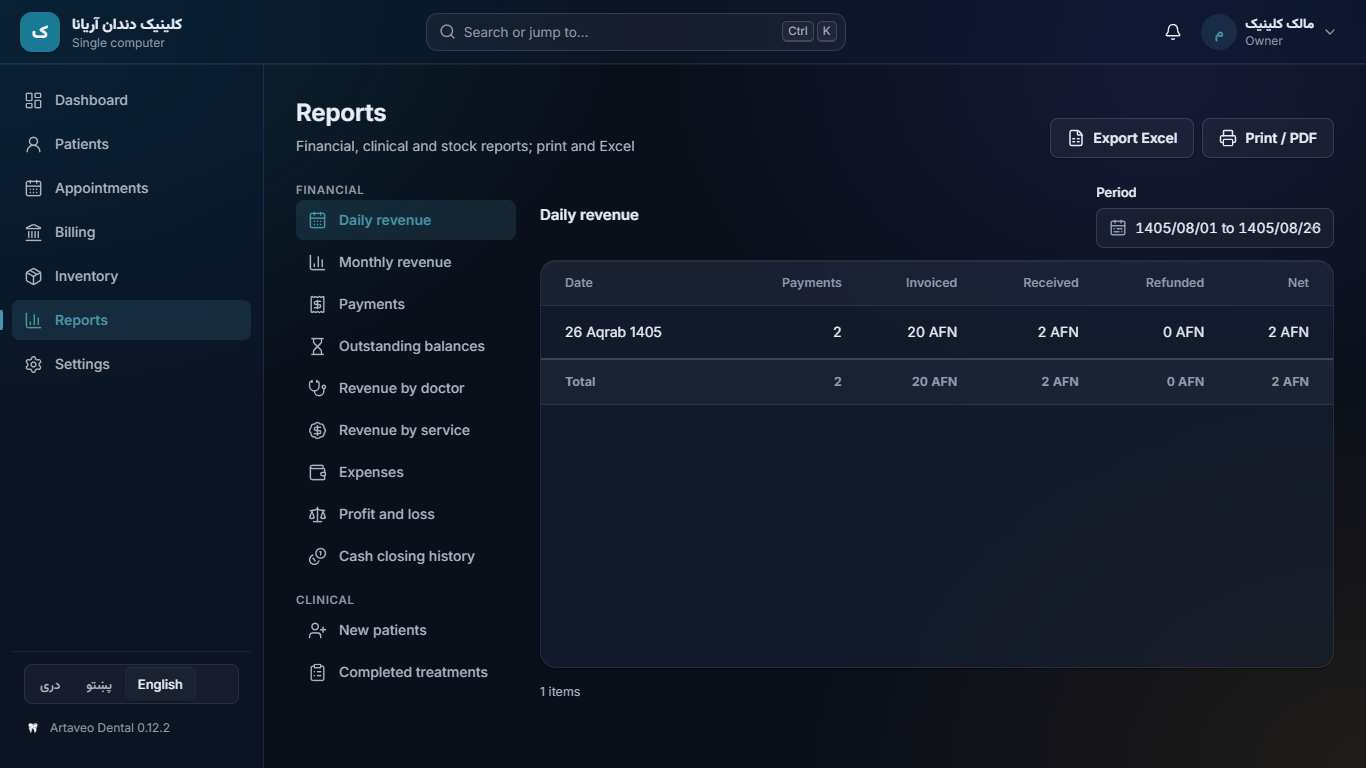 کلینیک دندان آریانا
Single computer
ک
Search or jump to...
Ctrl K
مالک کلینیک
Owner
م
Dashboard
Patients
Appointments
Billing
Inventory
Reports
Settings
دری پښتو English
Artaveo Dental 0.12.2
Reports
Financial, clinical and stock reports; print and Excel
Export Excel
Print / PDF
FINANCIAL
Daily revenue
Monthly revenue
Payments
Outstanding balances
Revenue by doctor
Revenue by service
Expenses
Profit and loss
Cash closing history
CLINICAL
New patients
Completed treatments
Daily revenue
Period
1405/08/01 to 1405/08/26
Date Payments Invoiced Received Refunded Net
26 Aqrab 1405 2 20 AFN 2 AFN 0 AFN 2 AFN
Total 2 20 AFN 2 AFN 0 AFN 2 AFN
1 items